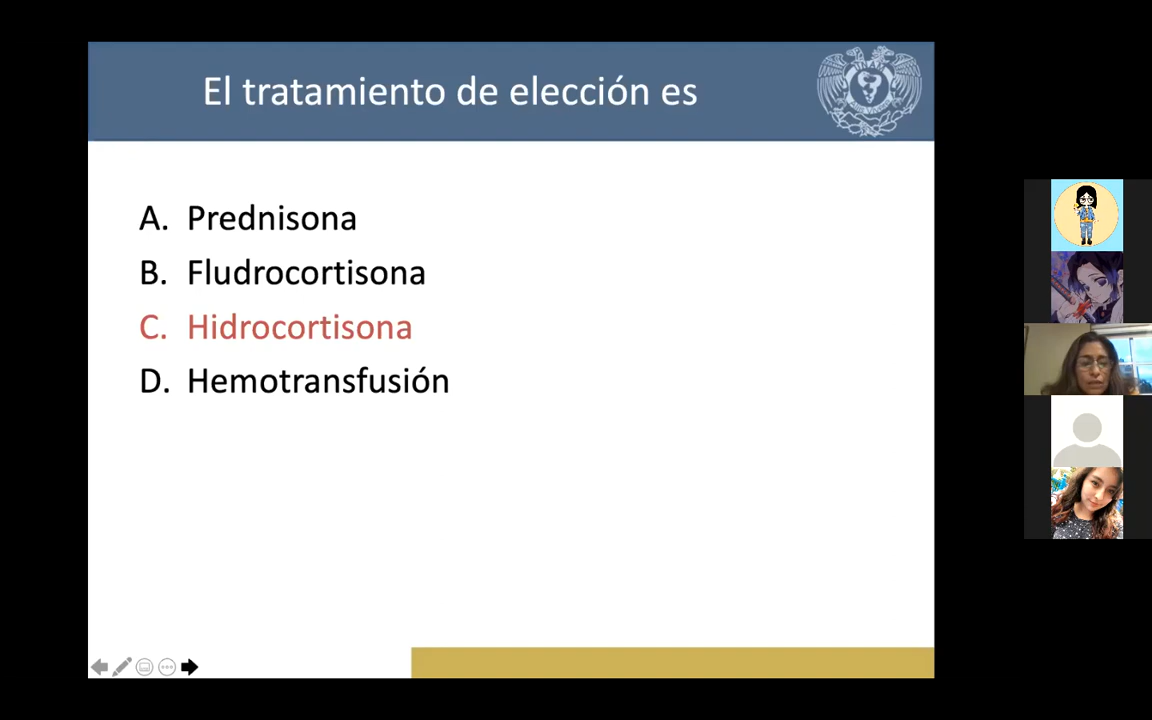 El tratamiento de elección es
A. Prednisona
B. Fludrocortisona
C. Hidrocortisona
D. Hemotransfusión